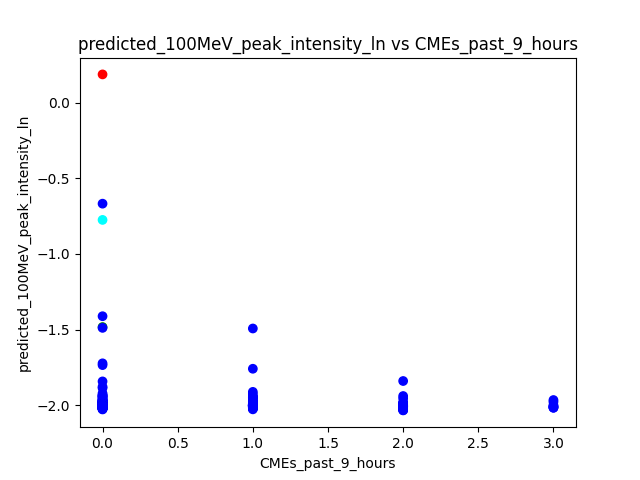 predicted_100MeV_peak_intensity_ln vs CMEs_past_9_hours
predicted_100MeV_peak_intensity_ln
0.0
−0.5
−1.0
−1.5
−2.0
0.0 0.5 1.0 1.5 2.0 2.5 3.0
CMEs_past_9_hours